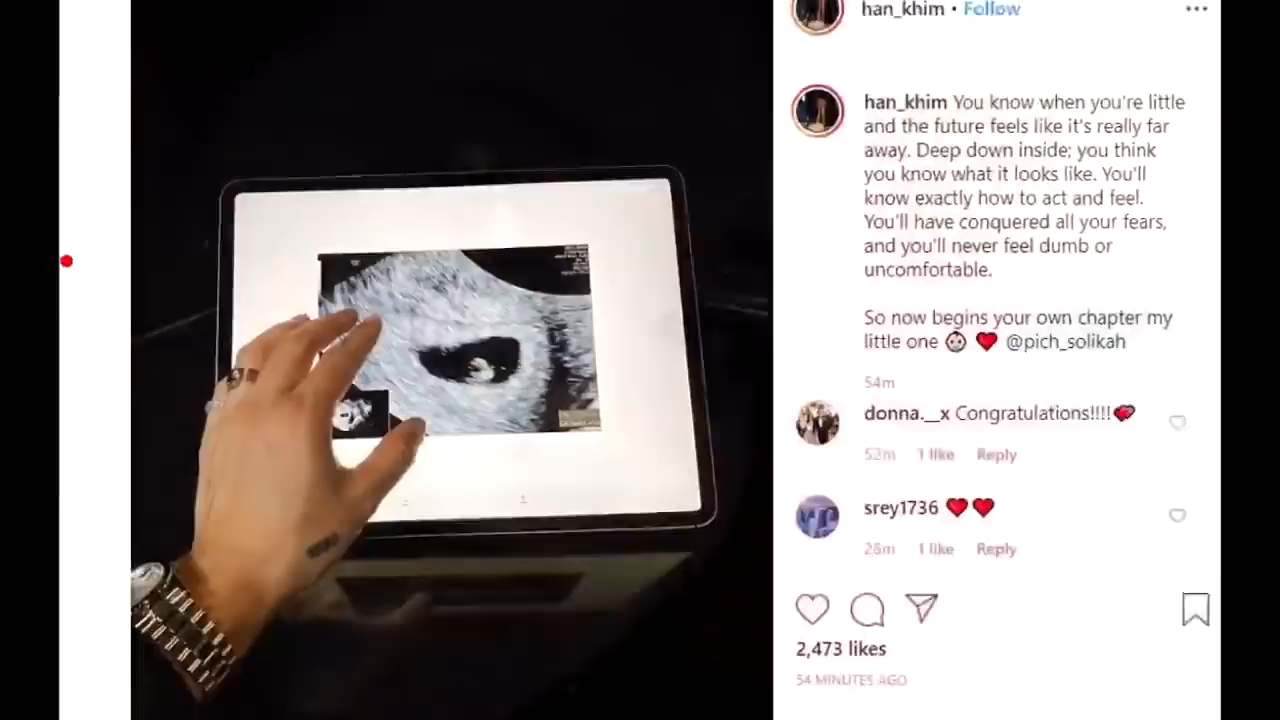 han_khim • Follow
han_khim You know when you're little
and the future feels like it's really far
away. Deep down inside; you think
you know what it looks like. You'll
know exactly how to act and feel.
You'll have conquered all your fears,
and you'll never feel dumb or
uncomfortable.
So now begins your own chapter my
little one 👶🏻 ❤️ @pich_solikah
54m
donna.__x Congratulations!!!!💕
52m 1 like Reply
srey1736 ❤️❤️
28m 1 like Reply
2,473 likes
54 MINUTES AGO